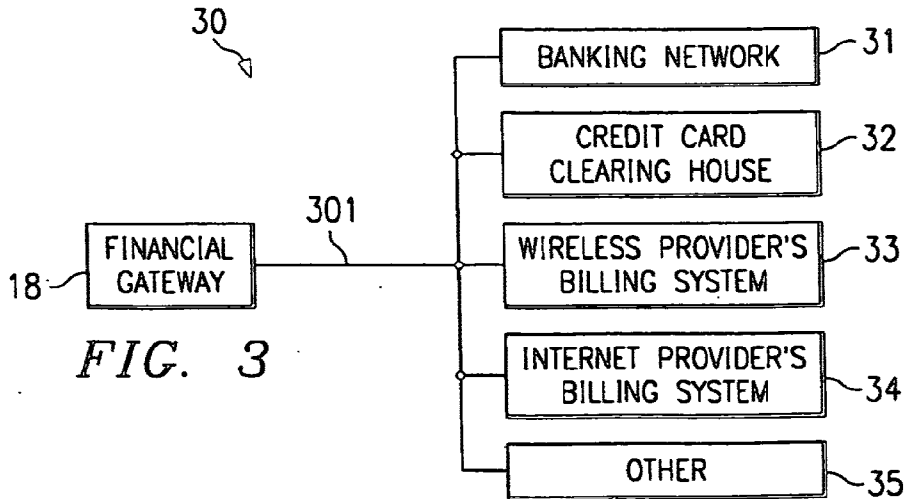 30
BANKING NETWORK
31
CREDIT CARD
CLEARING HOUSE
32
301
FINANCIAL
GATEWAY
18
WIRELESS PROVIDER'S
BILLING SYSTEM
33
FIG. 3
INTERNET PROVIDER'S
BILLING SYSTEM
34
OTHER
35